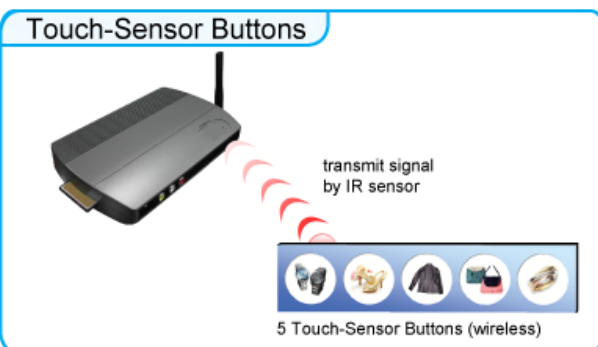 Touch-Sensor Buttons
transmit signal
by IR sensor
5 Touch-Sensor Buttons (wireless)